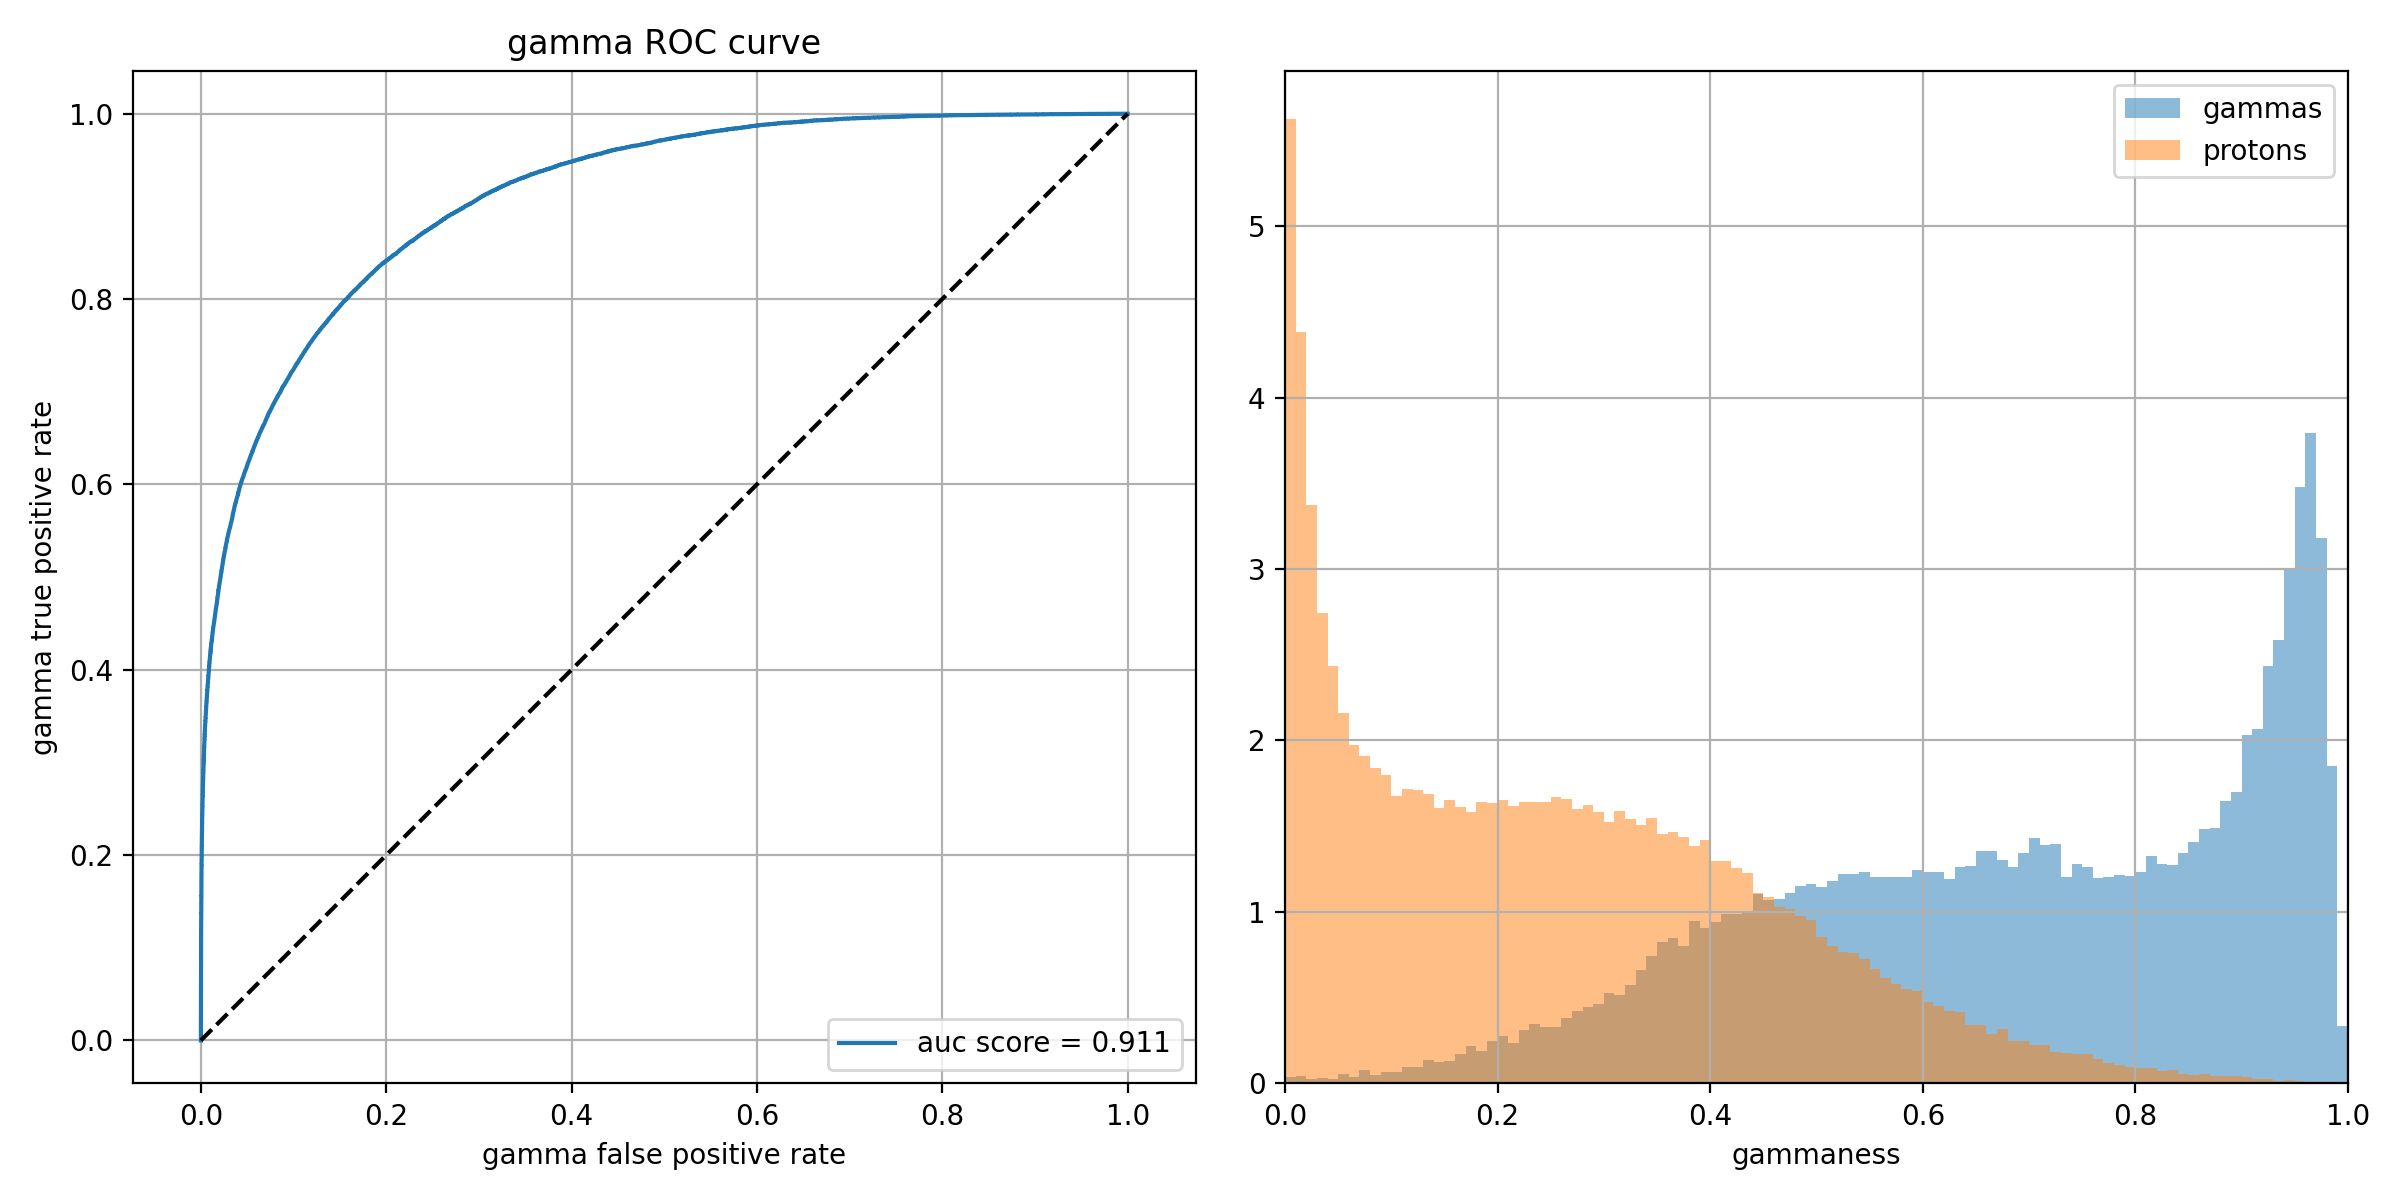 gamma ROC curve
1.0
0.8
0.6
0.4
0.2
0.0
gamma true positive rate
auc score = 0.911
0.0 0.2 0.4 0.6 0.8 1.0
gamma false positive rate
gammas
protons
5
4
3
2
1
0
0.0 0.2 0.4 0.6 0.8 1.0
gammaness